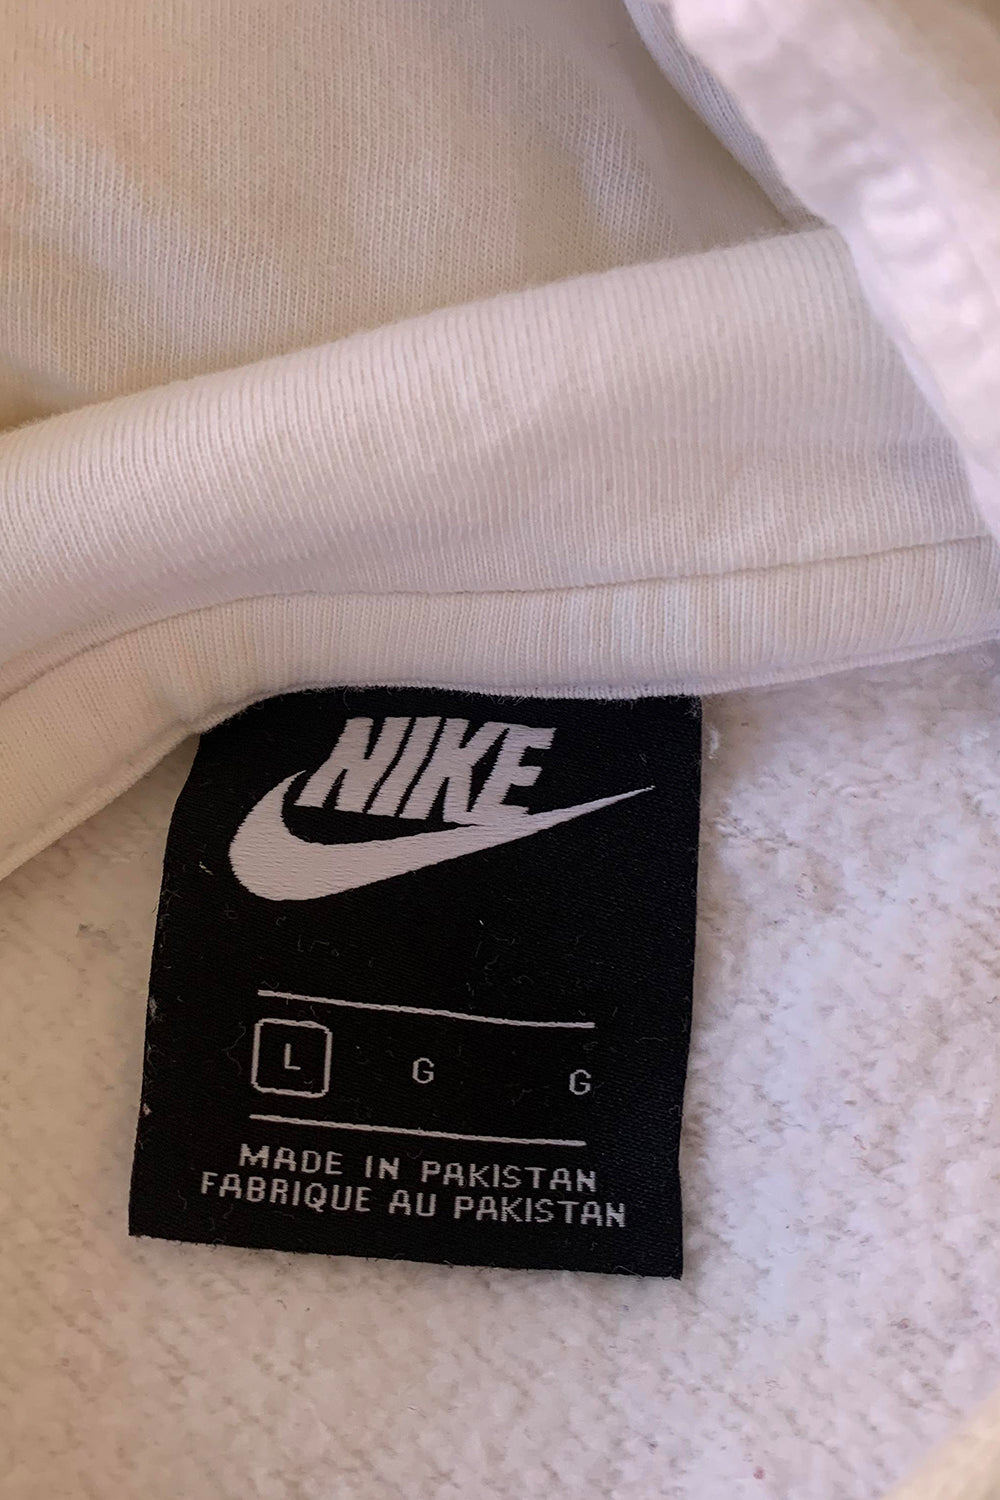 NIKE
L G G
MADE IN PAKISTAN
FABRIQUE AU PAKISTAN